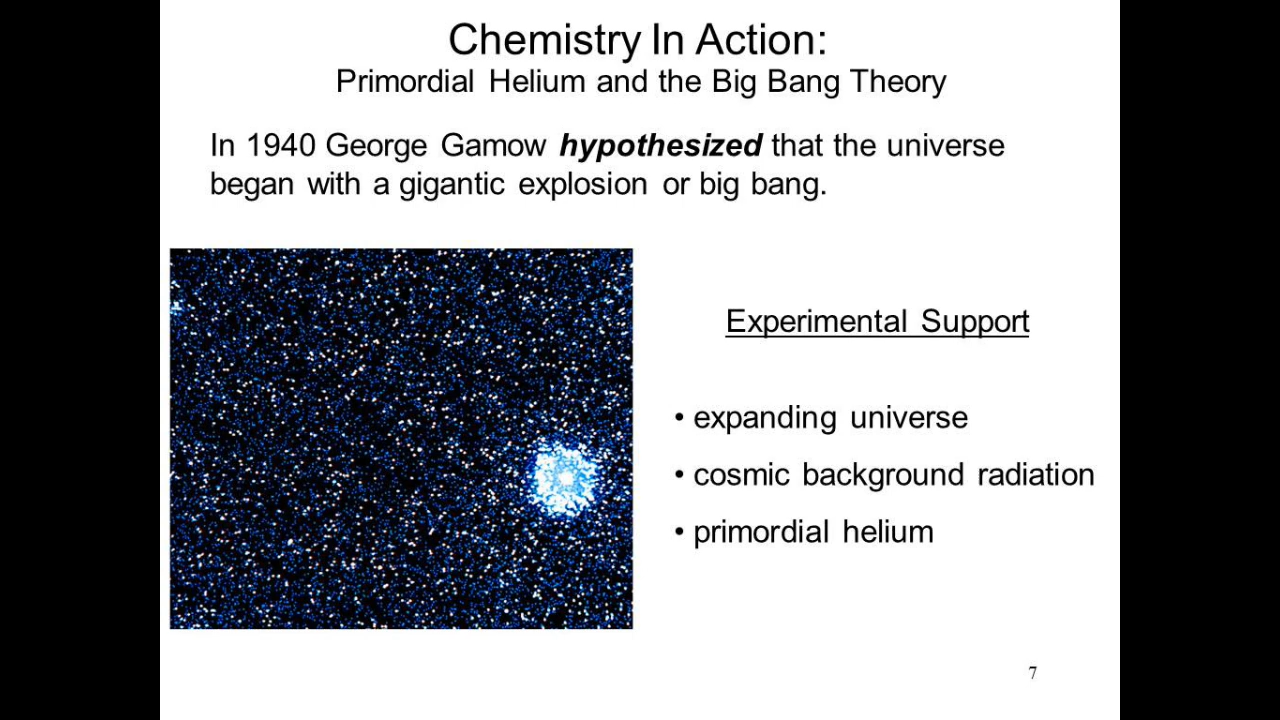 Chemistry In Action:
Primordial Helium and the Big Bang Theory
In 1940 George Gamow hypothesized that the universe
began with a gigantic explosion or big bang.
Experimental Support
• expanding universe
• cosmic background radiation
• primordial helium
7